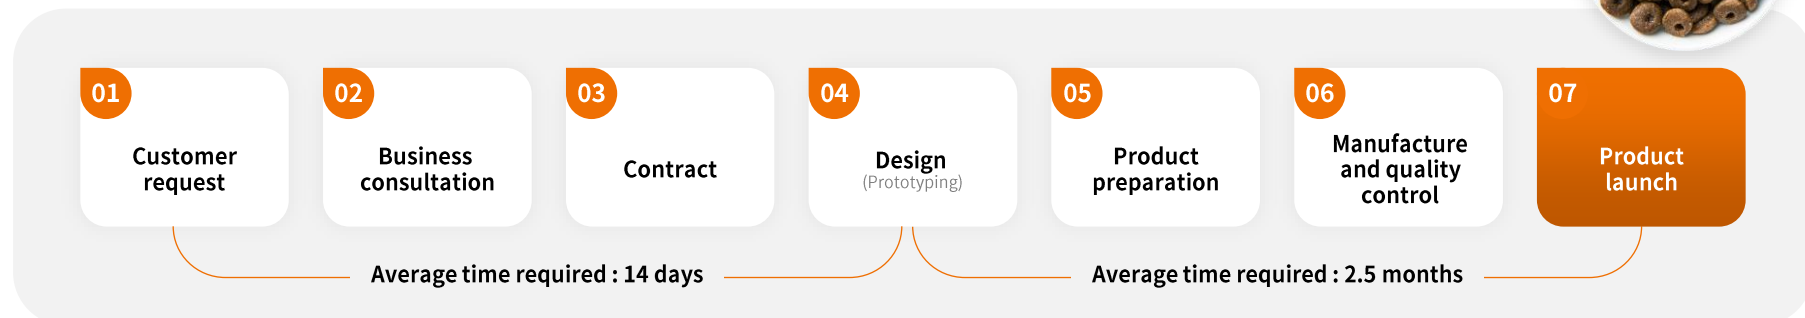 01
Customer
request
02
Business
consultation
03
Contract
04
Design
(Prototyping)
05
Product
preparation
06
Manufacture
and quality
control
07
Product
launch
Average time required : 14 days
Average time required : 2.5 months